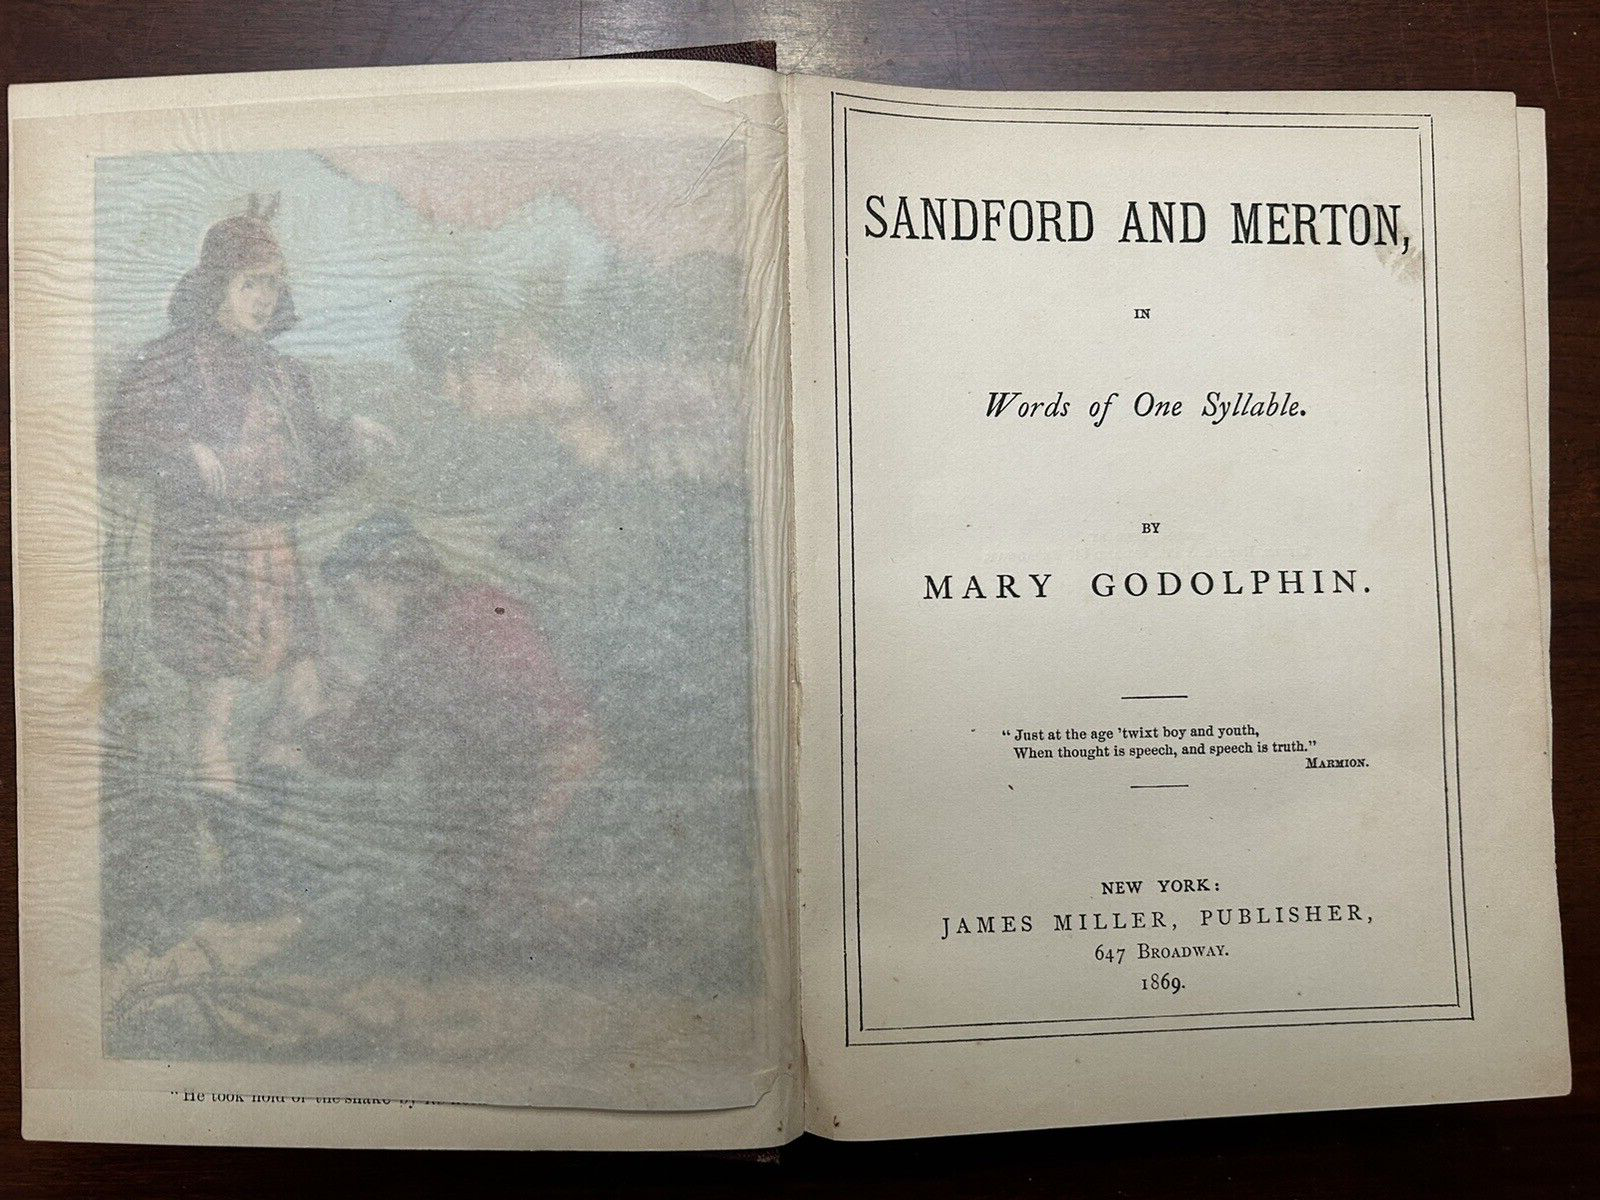 " He took hold of the snake by
SANDFORD AND MERTON,
IN
Words of One Syllable.
BY
MARY GODOLPHIN.
" Just at the age 'twixt boy and youth,
When thought is speech, and speech is truth."
MARMION.
NEW YORK:
JAMES MILLER, PUBLISHER,
647 BROADWAY.
1869.